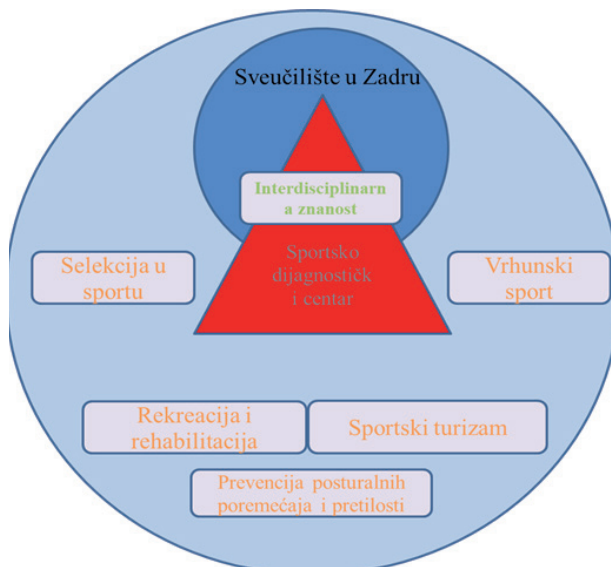 Sveučilište u Zadru
Interdisciplinarn
a znanost
Sportsko
dijagnostičk
i centar
Selekcija u
sportu
Vrhunski
sport
Rekreacija i
rehabilitacija
Sportski turizam
Prevencija posturalnih
poremećaja i pretilosti